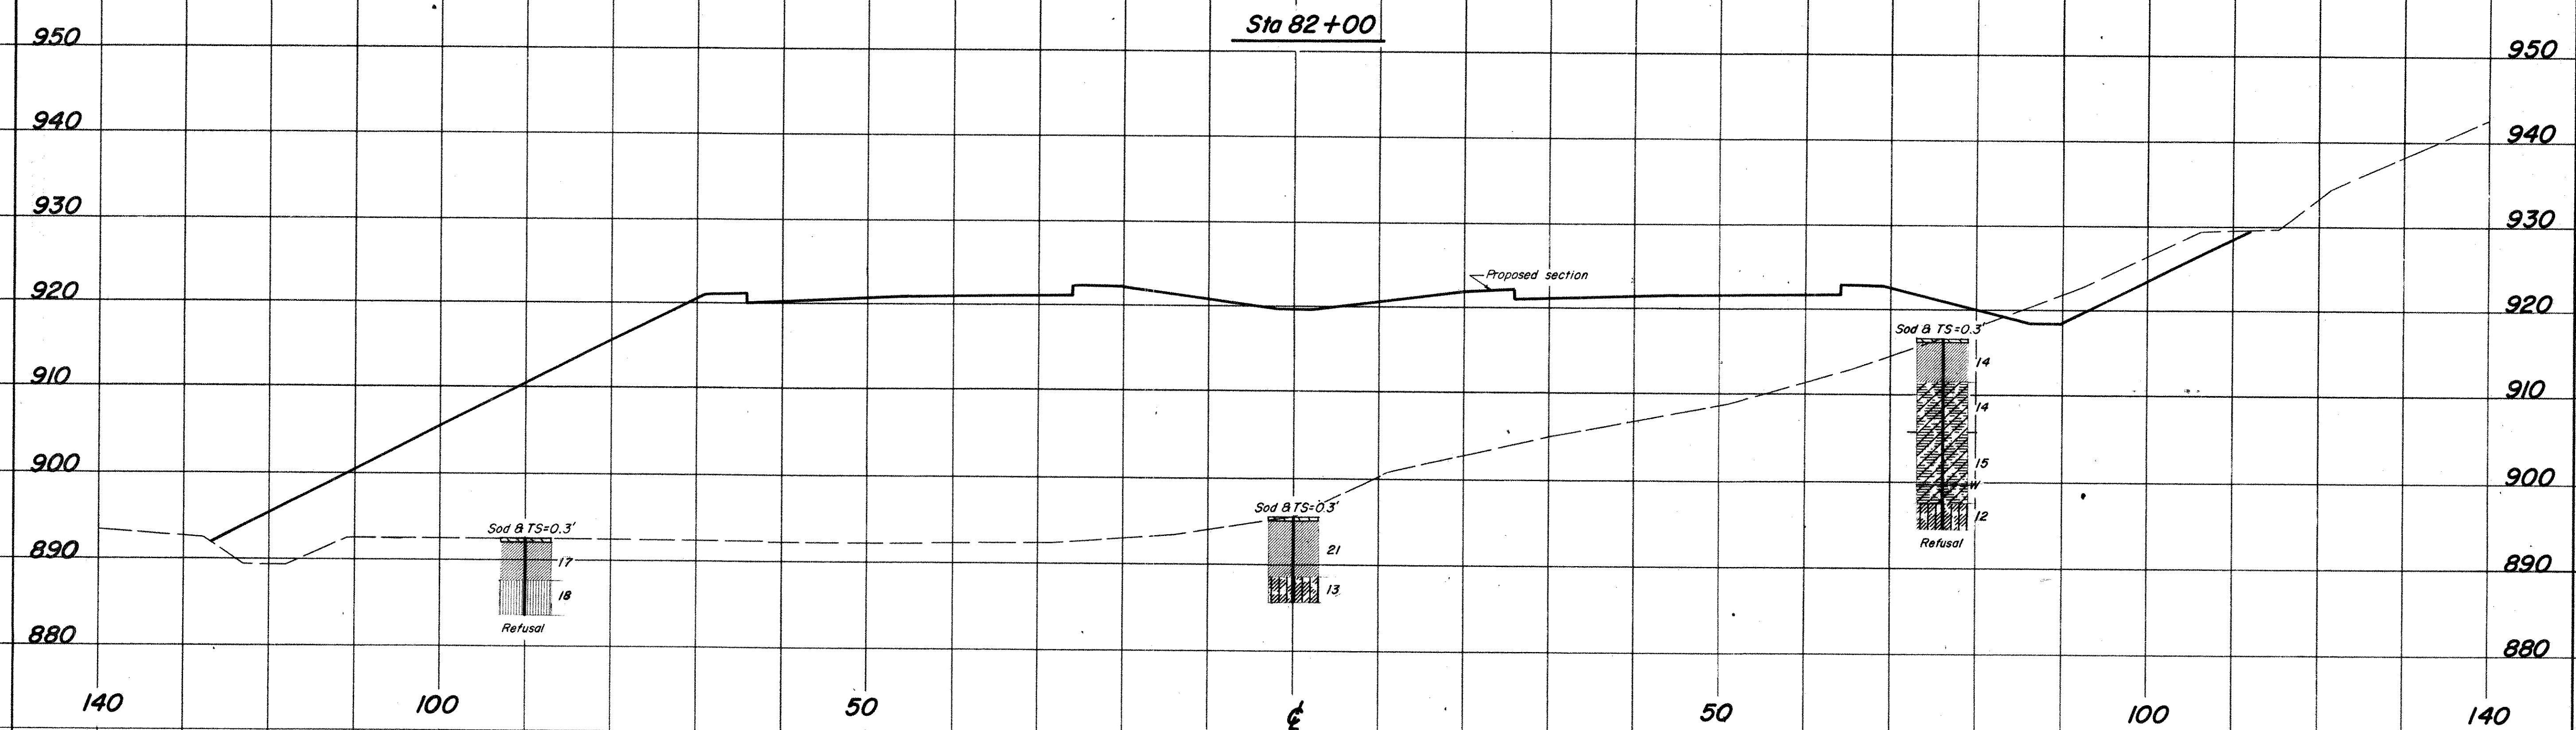 Sta 82+00
950 950
940 940
930 930
Proposed section
920 920
Sod & TS=0.3'
14
910 910
14
15
900 900
W
Sod & TS=0.3' Sod & TS=0.3' 12
Refusal
21
890 17 890
13
18
Refusal
880 880
140 100 50 ℄ 50 100 140